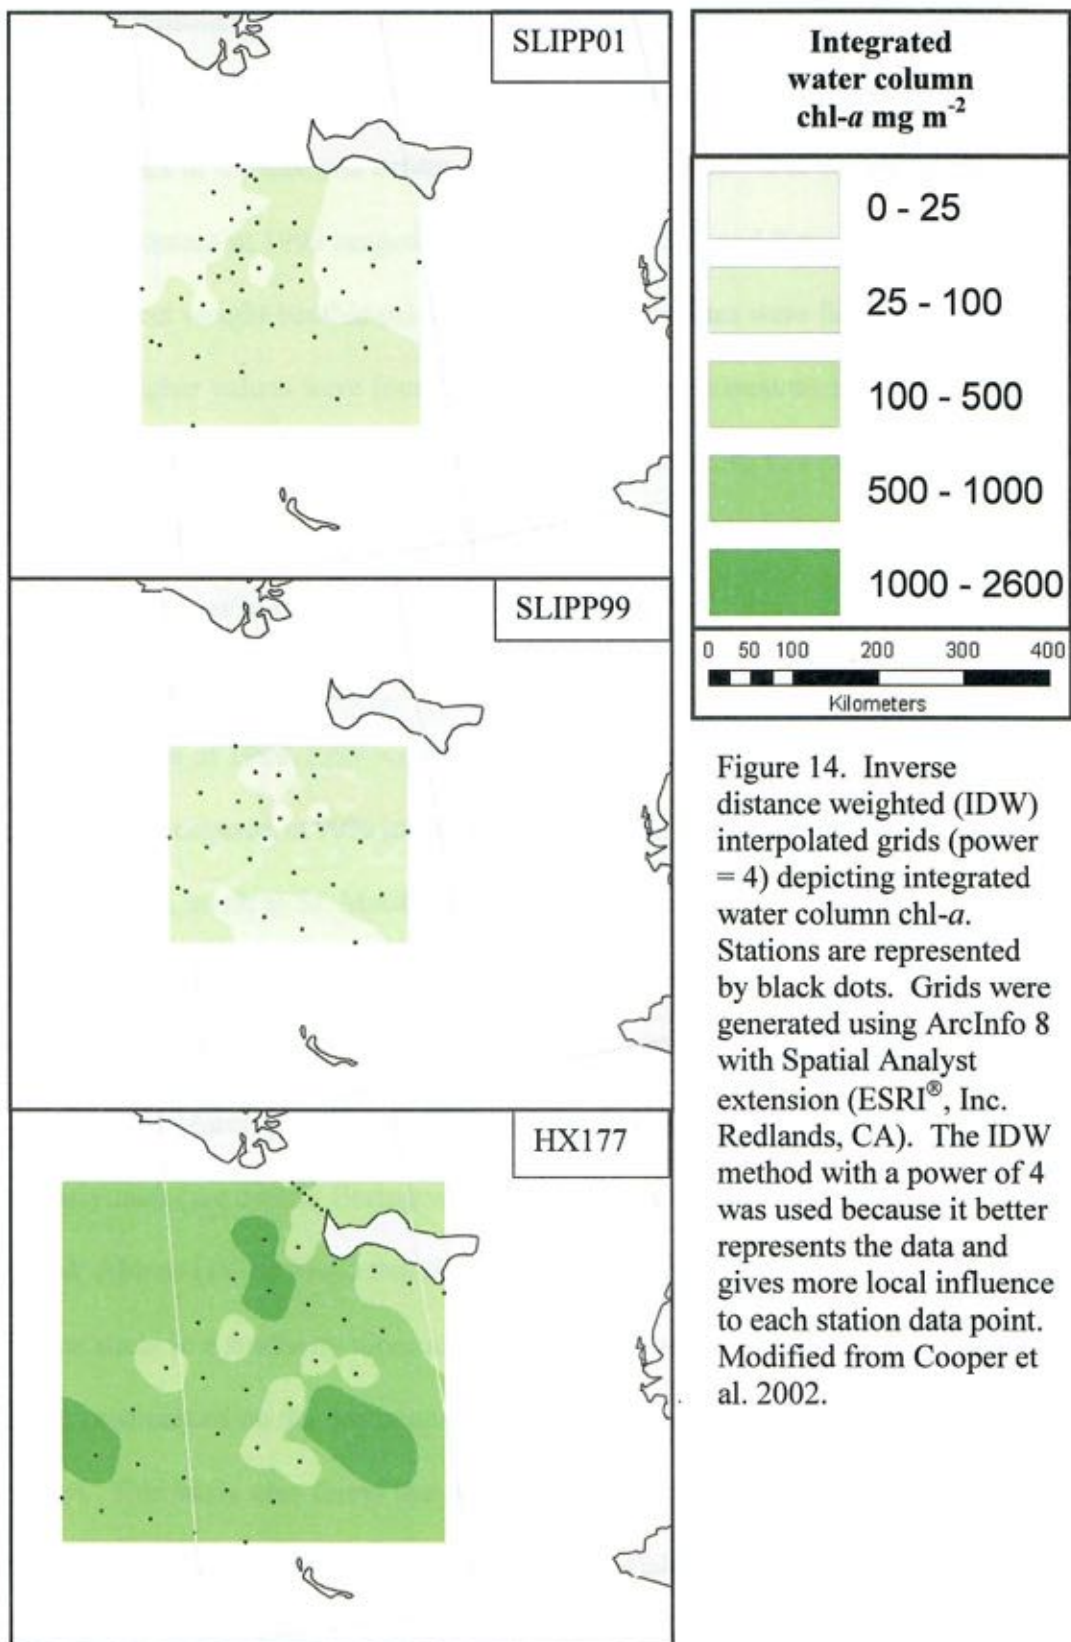 SLIPP01
Integrated
water column
chl-a mg m-2
0 - 25
25 - 100
100 - 500
500 - 1000
1000 - 2600
0 50 100 200 300 400
Kilometers
SLIPP99
HX177
Figure 14. Inverse
distance weighted (IDW)
interpolated grids (power
= 4) depicting integrated
water column chl-a.
Stations are represented
by black dots. Grids were
generated using ArcInfo 8
with Spatial Analyst
extension (ESRI®, Inc.
Redlands, CA). The IDW
method with a power of 4
was used because it better
represents the data and
gives more local influence
to each station data point.
Modified from Cooper et
al. 2002.